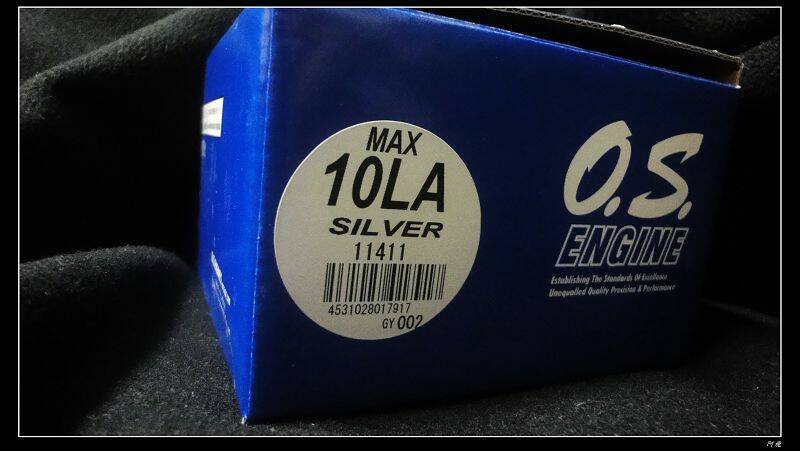 MAX
10LA
SILVER
11411
4531028017917
GY 002
O.S.
ENGINE
Establishing The Standards Of Excellence
Unequalled Quality Precision & Performance